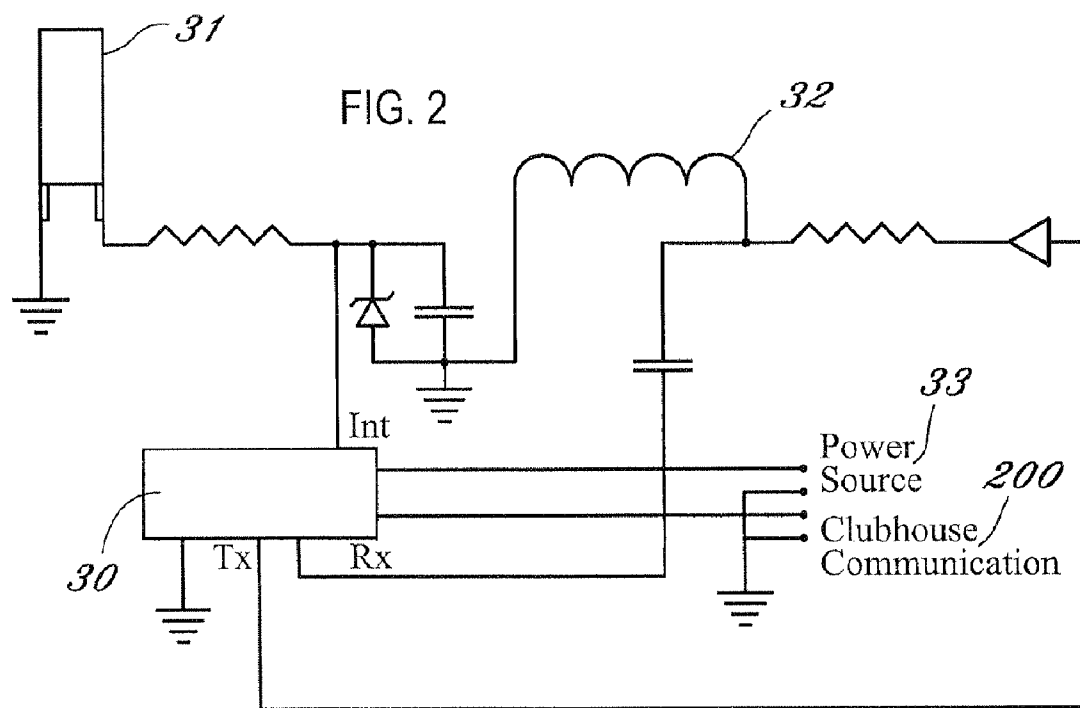 31
FIG. 2
32
Int
33
Power
Source
200
Clubhouse
Communication
30
Tx
Rx